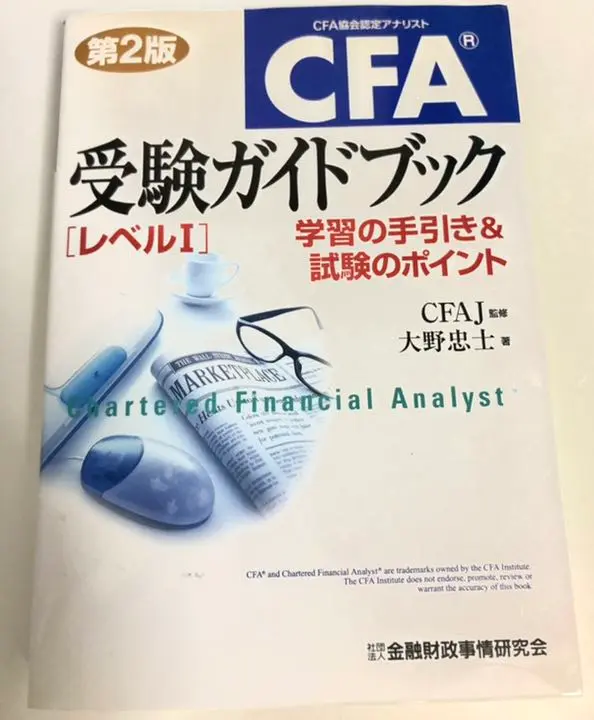 第2版
CFA協会認定アナリスト
CFA®
受験ガイドブック
[レベルI]
学習の手引き&
試験のポイント
CFAJ 監修
大野忠士 著
THE WALL STREET
MARKETPLACE
Chartered Financial Analyst
CFA® and Chartered Financial Analyst® are trademarks owned by the CFA Institute.
The CFA Institute does not endorse, promote, review or
warrant the accuracy of this book.
社団法人 金融財政事情研究会